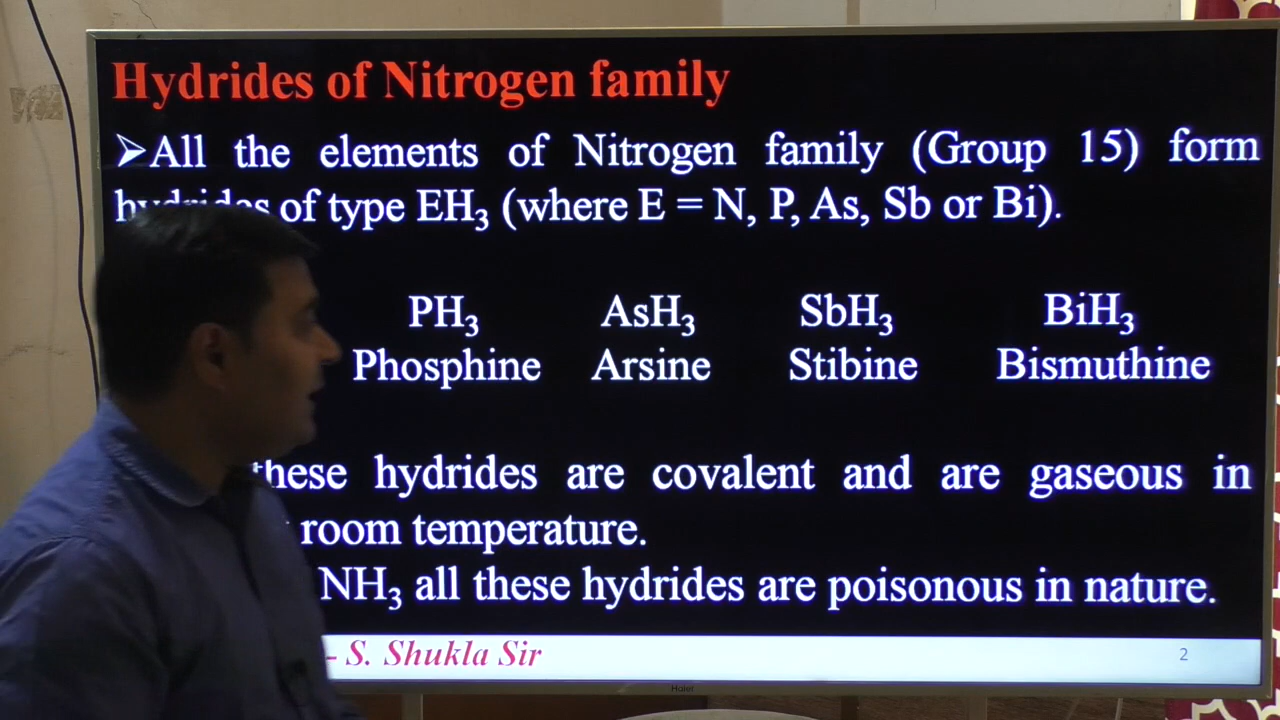 Hydrides of Nitrogen family
➢All the elements of Nitrogen family (Group 15) form
hydrides of type EH₃ (where E = N, P, As, Sb or Bi).
PH₃ AsH₃ SbH₃ BiH₃
Phosphine Arsine Stibine Bismuthine
these hydrides are covalent and are gaseous in
room temperature.
NH₃ all these hydrides are poisonous in nature.
- S. Shukla Sir
2
Haier